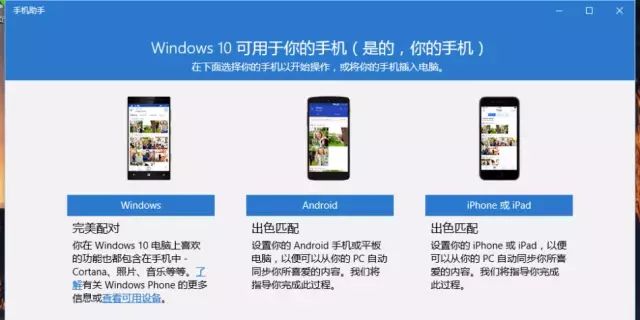 手机助手
Windows 10 可用于你的手机（是的，你的手机）
在下面选择你的手机以开始操作，或将你的手机插入电脑。
Windows
完美配对
你在 Windows 10 电脑上喜欢
的功能也都包含在手机中 -
Cortana、照片、音乐等等。了
解有关 Windows Phone 的更多
信息或查看可用设备。
Android
出色匹配
设置你的 Android 手机或平板
电脑，以便可以从你的 PC 自动
同步你所喜爱的内容。我们将
指导你完成此过程。
iPhone 或 iPad
出色匹配
设置你的 iPhone 或 iPad，以便
可以从你的 PC 自动同步你所喜
爱的内容。我们将指导你完成
此过程。